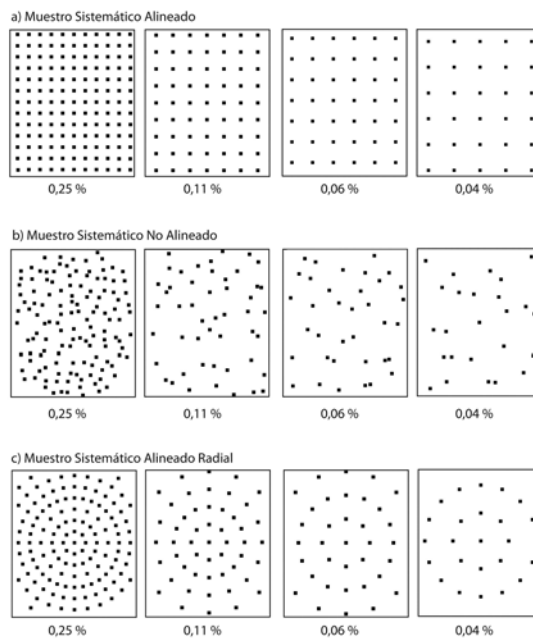 a) Muestro Sistemático Alineado
0,25 % 0,11 % 0,06 % 0,04 %
b) Muestro Sistemático No Alineado
0,25 % 0,11 % 0,06 % 0,04 %
c) Muestro Sistemático Alineado Radial
0,25 % 0,11 % 0,06 % 0,04 %